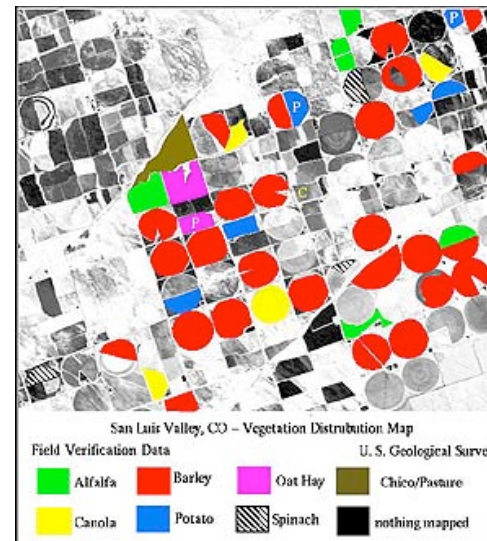 P
P
C
P
San Luis Valley, CO – Vegetation Distrubution Map
Field Verification Data U. S. Geological Surve
Alfalfa Barley Oat Hay Chico/Pasture
Canola Potato Spinach nothing mapped